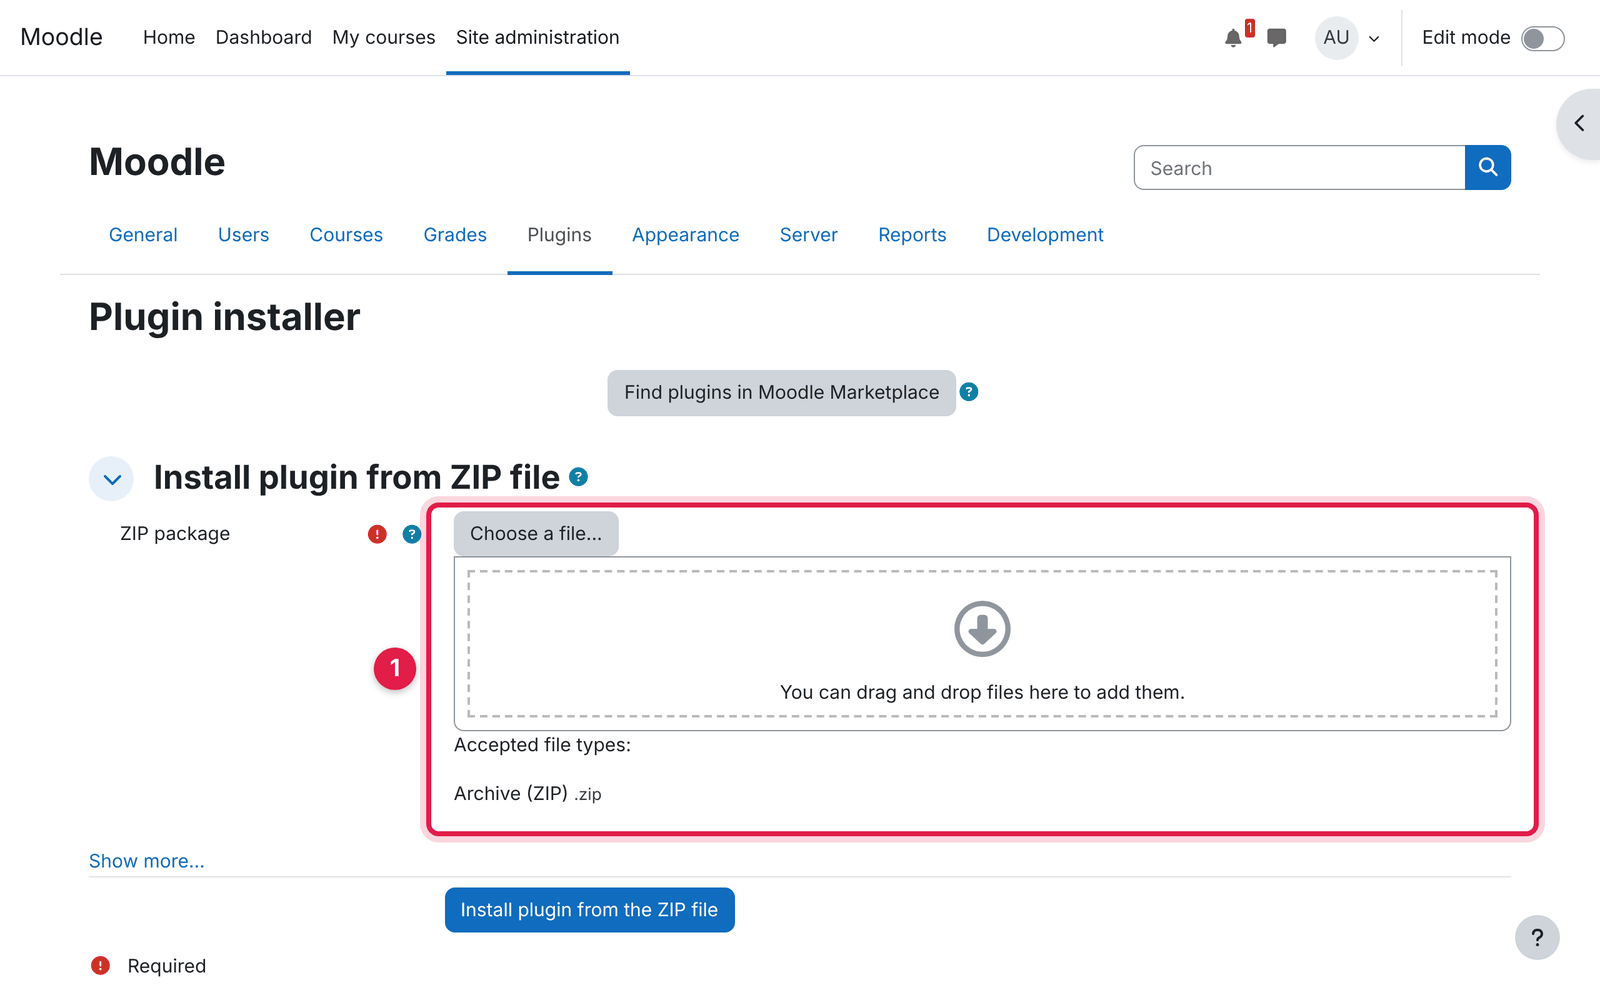 Moodle Home Dashboard My courses Site administration 1 AU Edit mode
Moodle
Search
General Users Courses Grades Plugins Appearance Server Reports Development
Plugin installer
Find plugins in Moodle Marketplace ?
Install plugin from ZIP file ?
ZIP package ! ? Choose a file...
1
You can drag and drop files here to add them.
Accepted file types:
Archive (ZIP) .zip
Show more...
Install plugin from the ZIP file
?
! Required